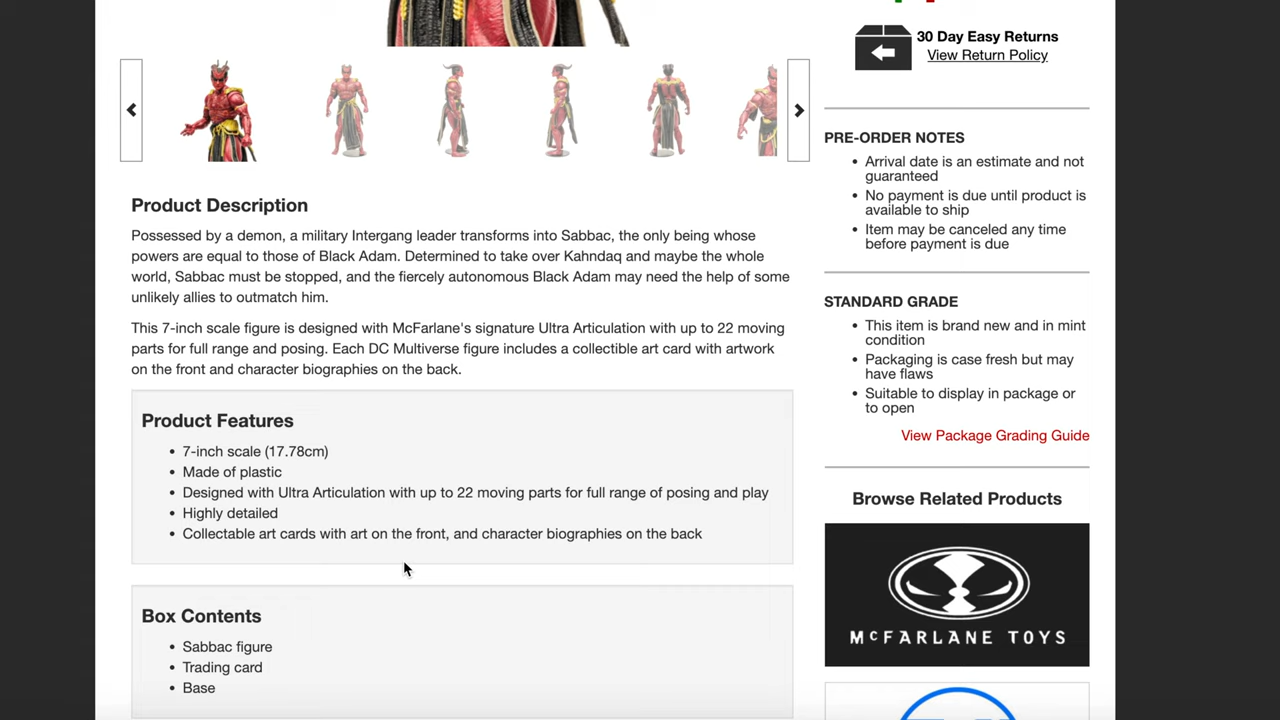 Product Description
Possessed by a demon, a military Intergang leader transforms into Sabbac, the only being whose
powers are equal to those of Black Adam. Determined to take over Kahndaq and maybe the whole
world, Sabbac must be stopped, and the fiercely autonomous Black Adam may need the help of some
unlikely allies to outmatch him.
This 7-inch scale figure is designed with McFarlane's signature Ultra Articulation with up to 22 moving
parts for full range and posing. Each DC Multiverse figure includes a collectible art card with artwork
on the front and character biographies on the back.
Product Features
• 7-inch scale (17.78cm)
• Made of plastic
• Designed with Ultra Articulation with up to 22 moving parts for full range of posing and play
• Highly detailed
• Collectable art cards with art on the front, and character biographies on the back
Box Contents
• Sabbac figure
• Trading card
• Base
30 Day Easy Returns
View Return Policy
PRE-ORDER NOTES
• Arrival date is an estimate and not
guaranteed
• No payment is due until product is
available to ship
• Item may be canceled any time
before payment is due
STANDARD GRADE
• This item is brand new and in mint
condition
• Packaging is case fresh but may
have flaws
• Suitable to display in package or
to open
View Package Grading Guide
Browse Related Products
McFARLANE TOYS